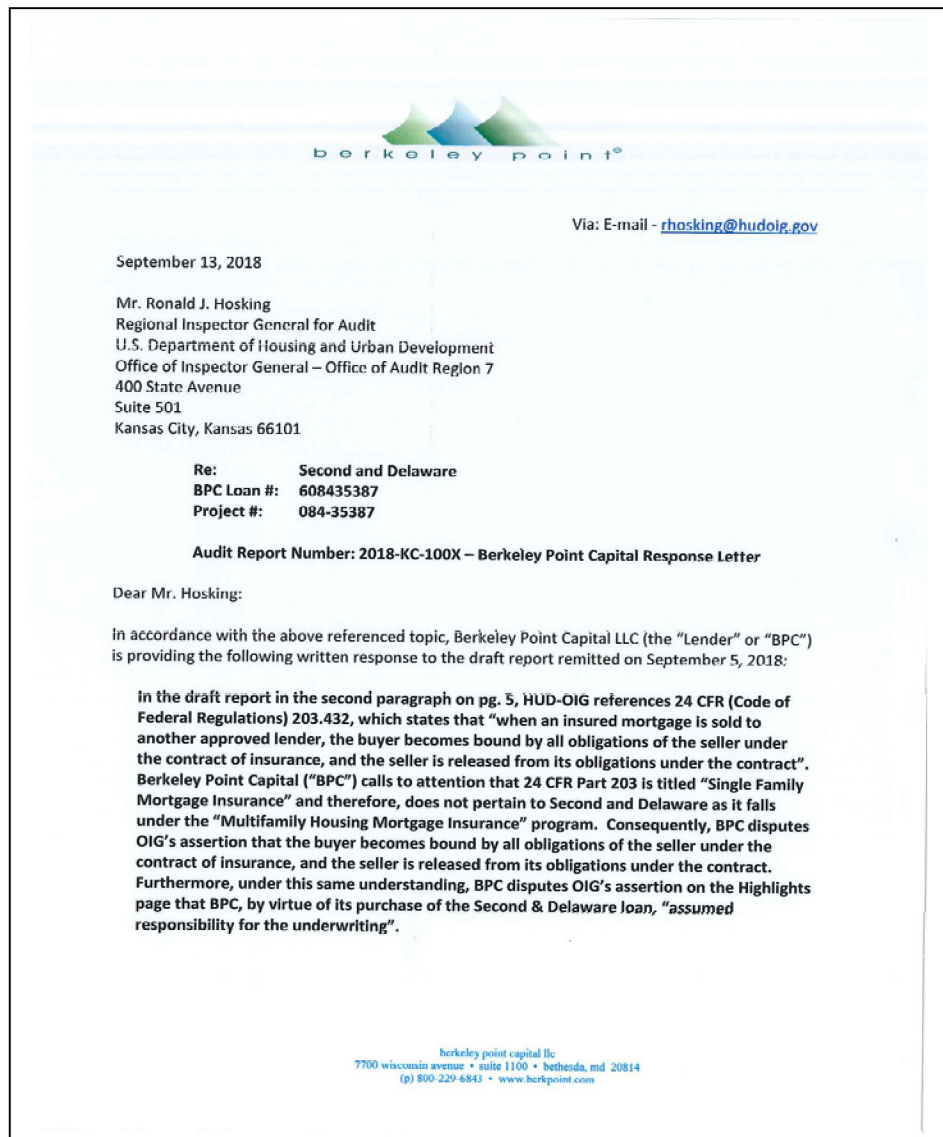 berkeley point®
Via: E-mail - rhosking@hudoig.gov
September 13, 2018
Mr. Ronald J. Hosking
Regional Inspector General for Audit
U.S. Department of Housing and Urban Development
Office of Inspector General – Office of Audit Region 7
400 State Avenue
Suite 501
Kansas City, Kansas 66101
Re: Second and Delaware
BPC Loan #: 608435387
Project #: 084-35387
Audit Report Number: 2018-KC-100X – Berkeley Point Capital Response Letter
Dear Mr. Hosking:
In accordance with the above referenced topic, Berkeley Point Capital LLC (the “Lender” or “BPC”)
is providing the following written response to the draft report remitted on September 5, 2018:
In the draft report in the second paragraph on pg. 5, HUD-OIG references 24 CFR (Code of
Federal Regulations) 203.432, which states that “when an insured mortgage is sold to
another approved lender, the buyer becomes bound by all obligations of the seller under
the contract of insurance, and the seller is released from its obligations under the contract”.
Berkeley Point Capital (“BPC”) calls to attention that 24 CFR Part 203 is titled “Single Family
Mortgage Insurance” and therefore, does not pertain to Second and Delaware as it falls
under the “Multifamily Housing Mortgage Insurance” program.  Consequently, BPC disputes
OIG’s assertion that the buyer becomes bound by all obligations of the seller under the
contract of insurance, and the seller is released from its obligations under the contract.
Furthermore, under this same understanding, BPC disputes OIG’s assertion on the Highlights
page that BPC, by virtue of its purchase of the Second & Delaware loan, “assumed
responsibility for the underwriting”.
berkeley point capital llc
7700 wisconsin avenue • suite 1100 • bethesda, md 20814
(p) 800-229-6843 • www.berkpoint.com